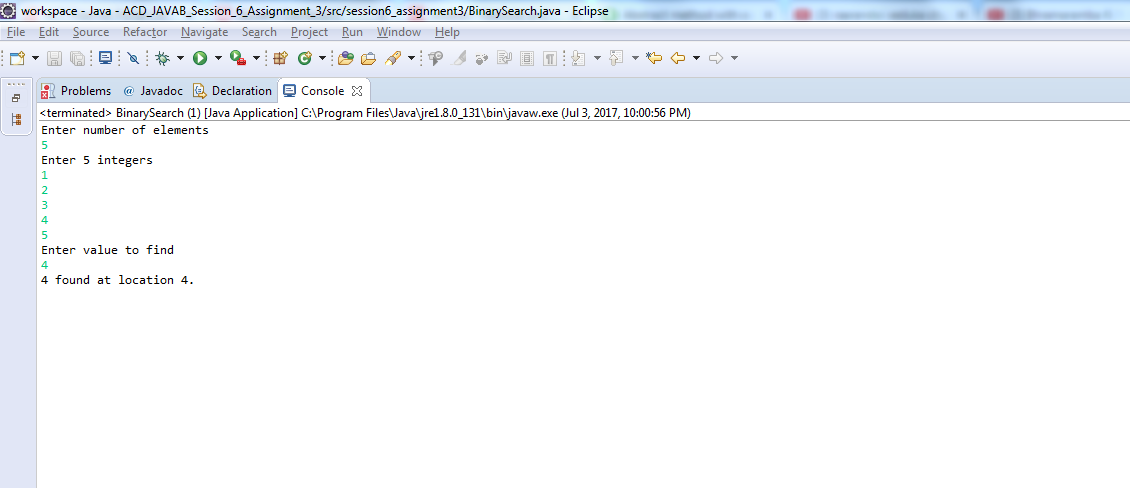 workspace - Java - ACD_JAVAB_Session_6_Assignment_3/src/session6_assignment3/BinarySearch.java - Eclipse
File Edit Source Refactor Navigate Search Project Run Window Help
Problems @ Javadoc Declaration Console
<terminated> BinarySearch (1) [Java Application] C:\Program Files\Java\jre1.8.0_131\bin\javaw.exe (Jul 3, 2017, 10:00:56 PM)
Enter number of elements
5
Enter 5 integers
1
2
3
4
5
Enter value to find
4
4 found at location 4.